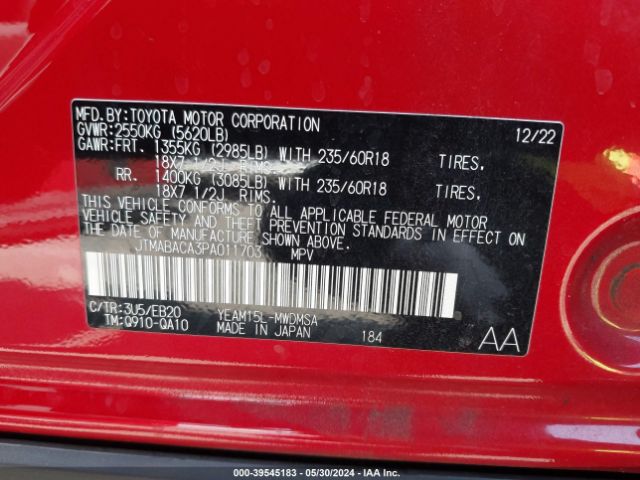 MFD.BY:TOYOTA MOTOR CORPORATION 12/22
GVWR:2550KG (5620LB)
GAWR:FRT. 1355KG (2985LB) WITH 235/60R18 TIRES,
18X7 1/2J RIMS.
RR. 1400KG (3085LB) WITH 235/60R18 TIRES,
18X7 1/2J RIMS.
THIS VEHICLE CONFORMS TO ALL APPLICABLE FEDERAL MOTOR
VEHICLE SAFETY AND THEFT PREVENTION STANDARDS IN EFFECT ON
THE DATE OF MANUFACTURE SHOWN ABOVE.
JTMABACA3PA011703 MPV
C/TR:3U5/EB20 YEAM15L-MWDMSA
TM:Q910-QA10 MADE IN JAPAN 184 AA
000-39545183 - 05/30/2024 - IAA Inc.